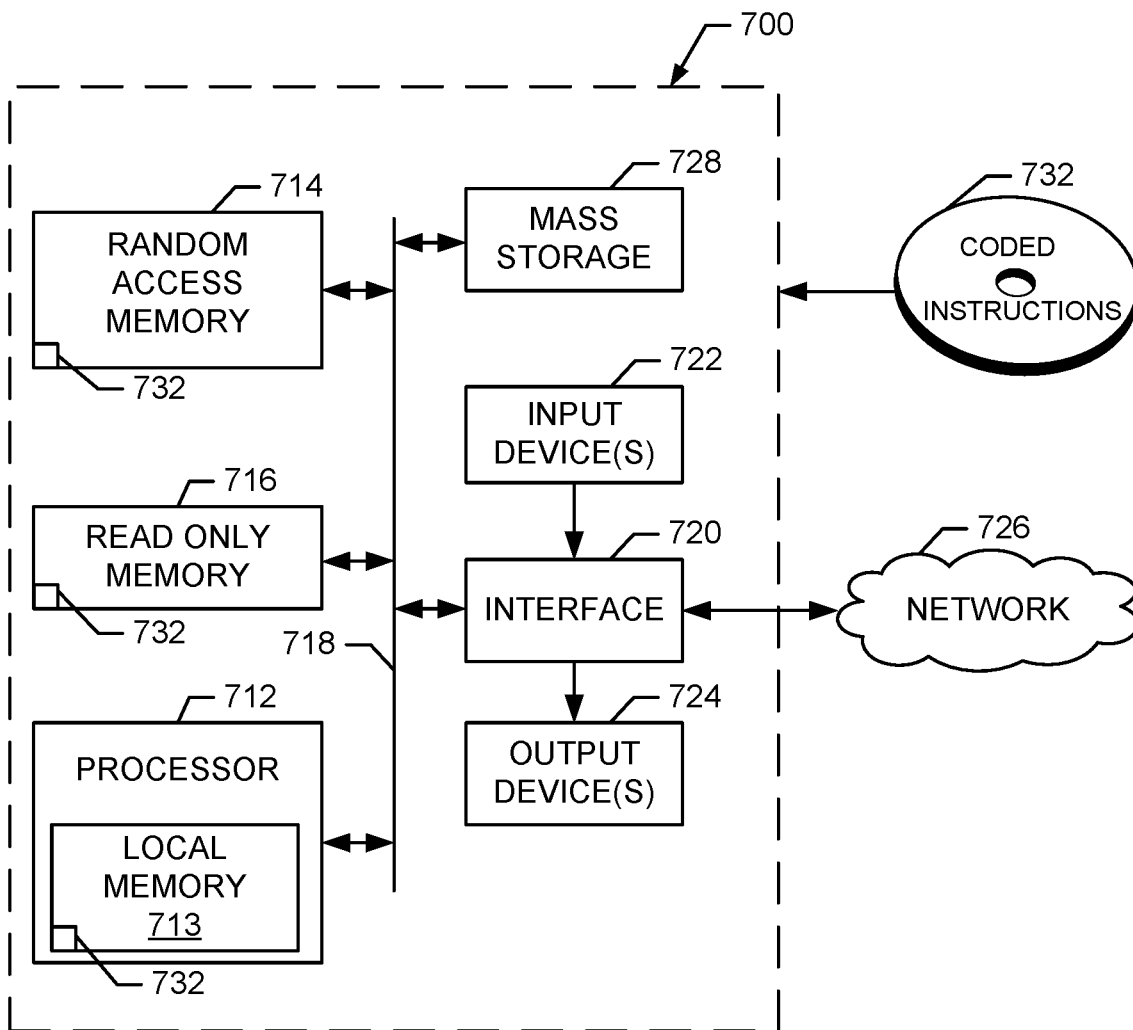 700
714
RANDOM
ACCESS
MEMORY
732
728
MASS
STORAGE
732
CODED
INSTRUCTIONS
722
INPUT
DEVICE(S)
716
READ ONLY
MEMORY
732
720
INTERFACE
726
NETWORK
718
712
PROCESSOR
LOCAL
MEMORY
713
732
724
OUTPUT
DEVICE(S)